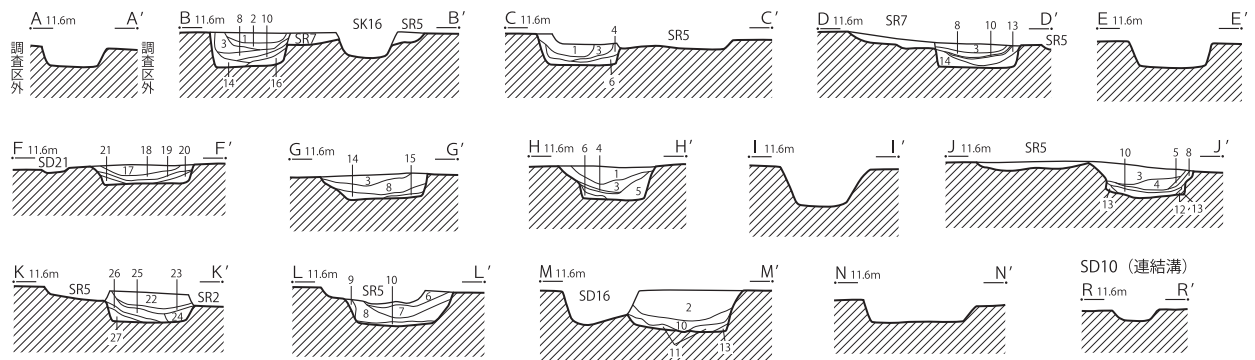 A 11.6m A′
調査区外
調査区外
B 11.6m 8 2 10 SK16 SR5 B′
1
3 SR7
14 16
C 11.6m 4 SR5 C′
1 3
6
D 11.6m SR7 8 10 13 D′
SR5
3
14
E 11.6m E′
F 11.6m 21 18 19 20 F′
SD21
17
G 11.6m 14 15 G′
3
8
H 11.6m 6 4 H′
1
3
5
I 11.6m I′
J 11.6m SR5 10 5 8 J′
3
4
13 12 13
K 11.6m 26 25 23 K′
SR5 22 SR2
24
27
L 11.6m 9 SR5 10 L′
6
8 7
M 11.6m M′
SD16
2
10
11 13
N 11.6m N′
SD10（連結溝）
R 11.6m R′